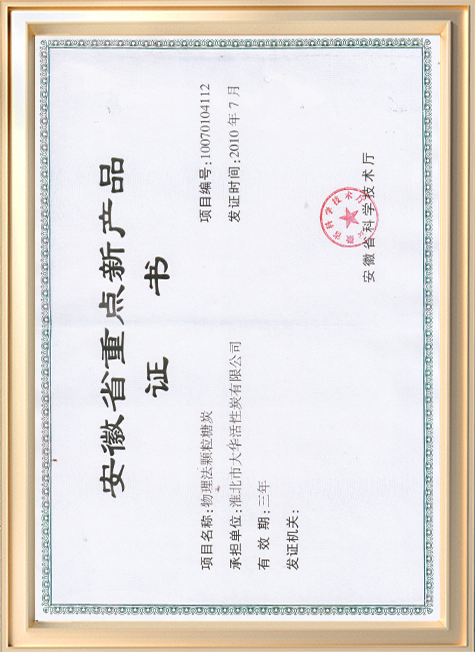 安徽省重点新产品
证书
项目名称:物理法颗粒糖炭
项目编号:10070104112
承担单位:淮北市大华活性炭有限公司
发证时间:2010 年 7 月
有 效 期:三年
发证机关:
安徽省科学技术厅